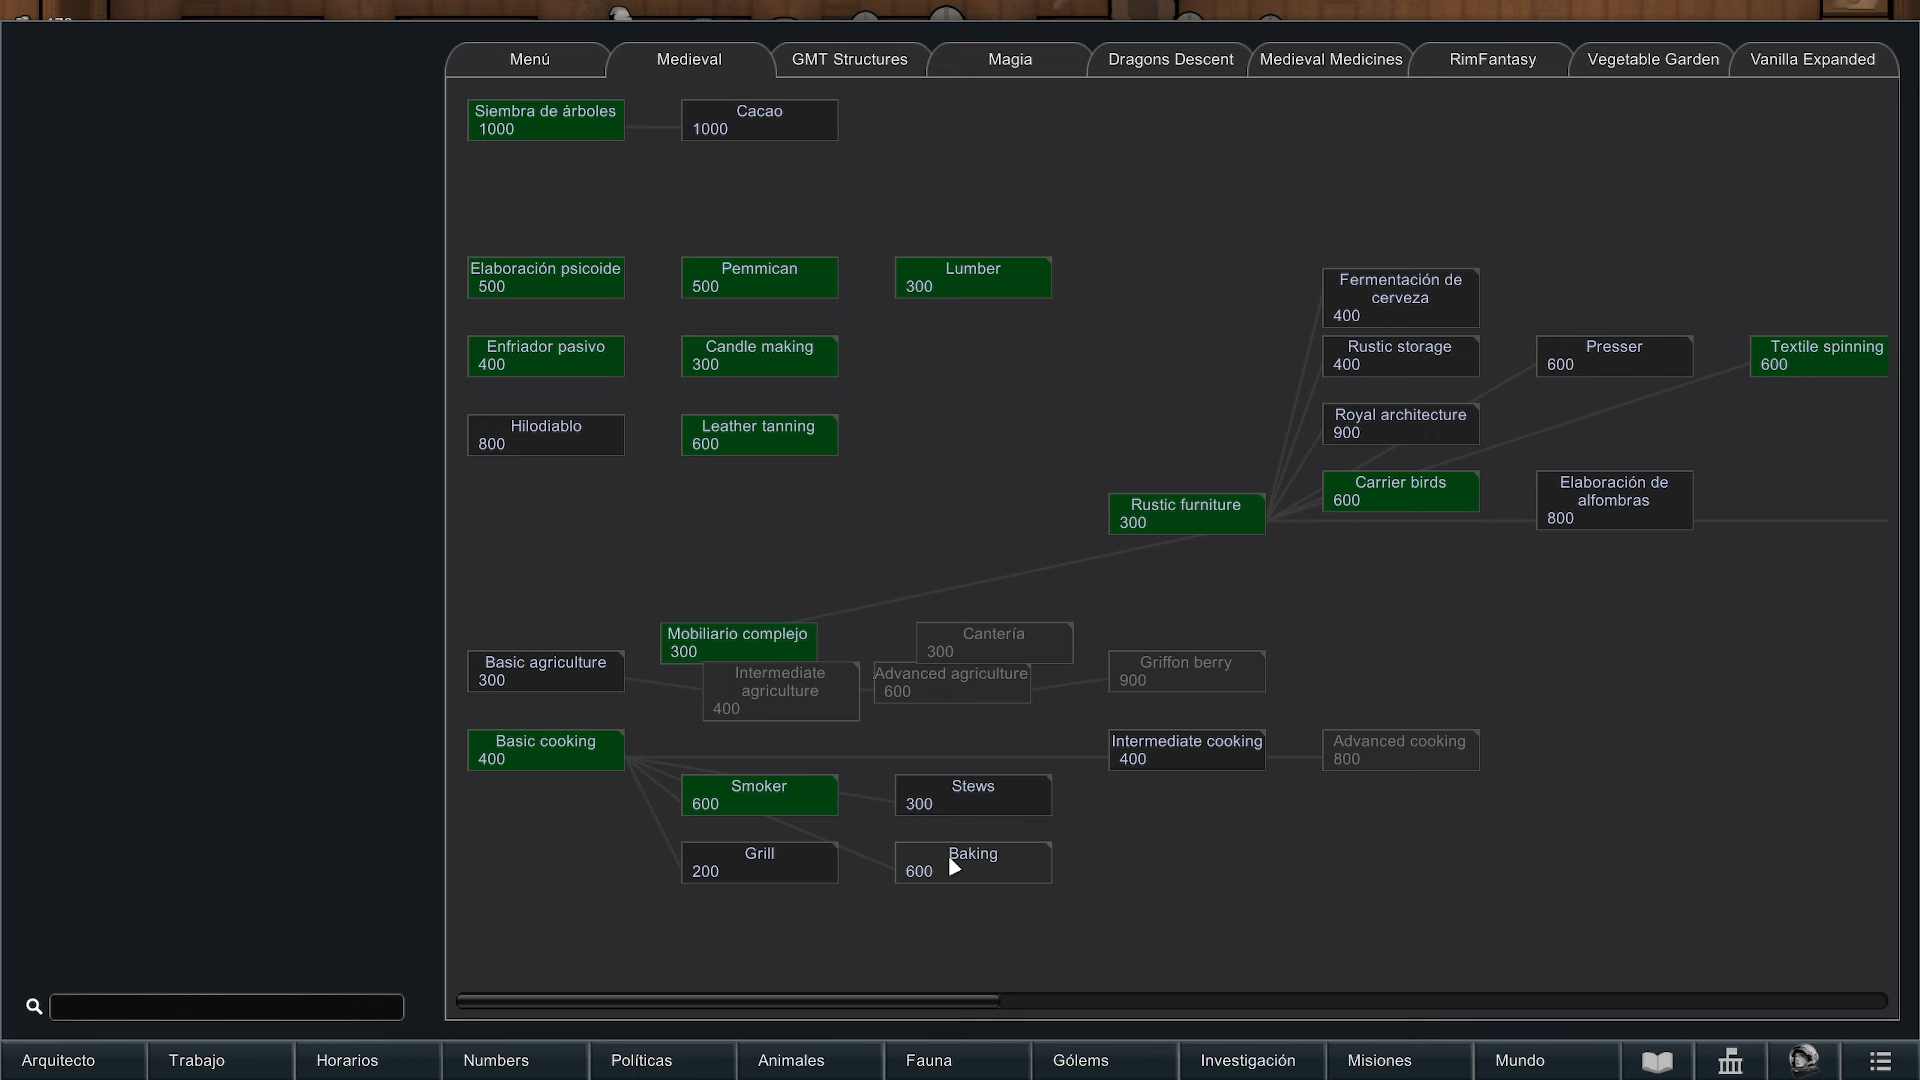 Menú
Medieval
GMT Structures
Magia
Dragons Descent
Medieval Medicines
RimFantasy
Vegetable Garden
Vanilla Expanded
Siembra de árboles
1000
Cacao
1000
Elaboración psicoide
500
Pemmican
500
Lumber
300
Fermentación de
cerveza
400
Enfriador pasivo
400
Candle making
300
Rustic storage
400
Presser
600
Textile spinning
600
Hilodiablo
800
Leather tanning
600
Royal architecture
900
Rustic furniture
300
Carrier birds
600
Elaboración de
alfombras
800
Mobiliario complejo
300
Cantería
300
Basic agriculture
300
Intermediate
agriculture
400
Advanced agriculture
600
Griffon berry
900
Basic cooking
400
Intermediate cooking
400
Advanced cooking
800
Smoker
600
Stews
300
Grill
200
Baking
600
Arquitecto
Trabajo
Horarios
Numbers
Políticas
Animales
Fauna
Gólems
Investigación
Misiones
Mundo